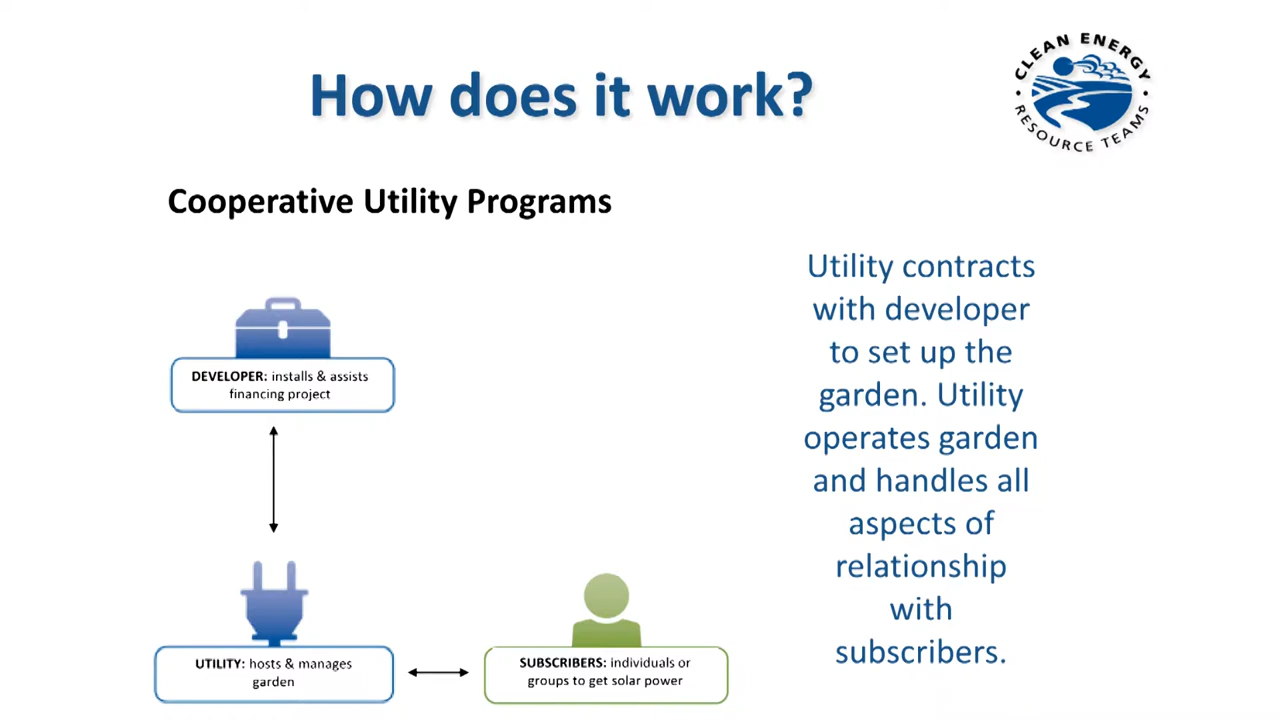 How does it work?
CLEAN ENERGY
• RESOURCE TEAMS •
Cooperative Utility Programs
DEVELOPER: installs & assists
financing project
UTILITY: hosts & manages
garden
SUBSCRIBERS: individuals or
groups to get solar power
Utility contracts
with developer
to set up the
garden. Utility
operates garden
and handles all
aspects of
relationship
with
subscribers.